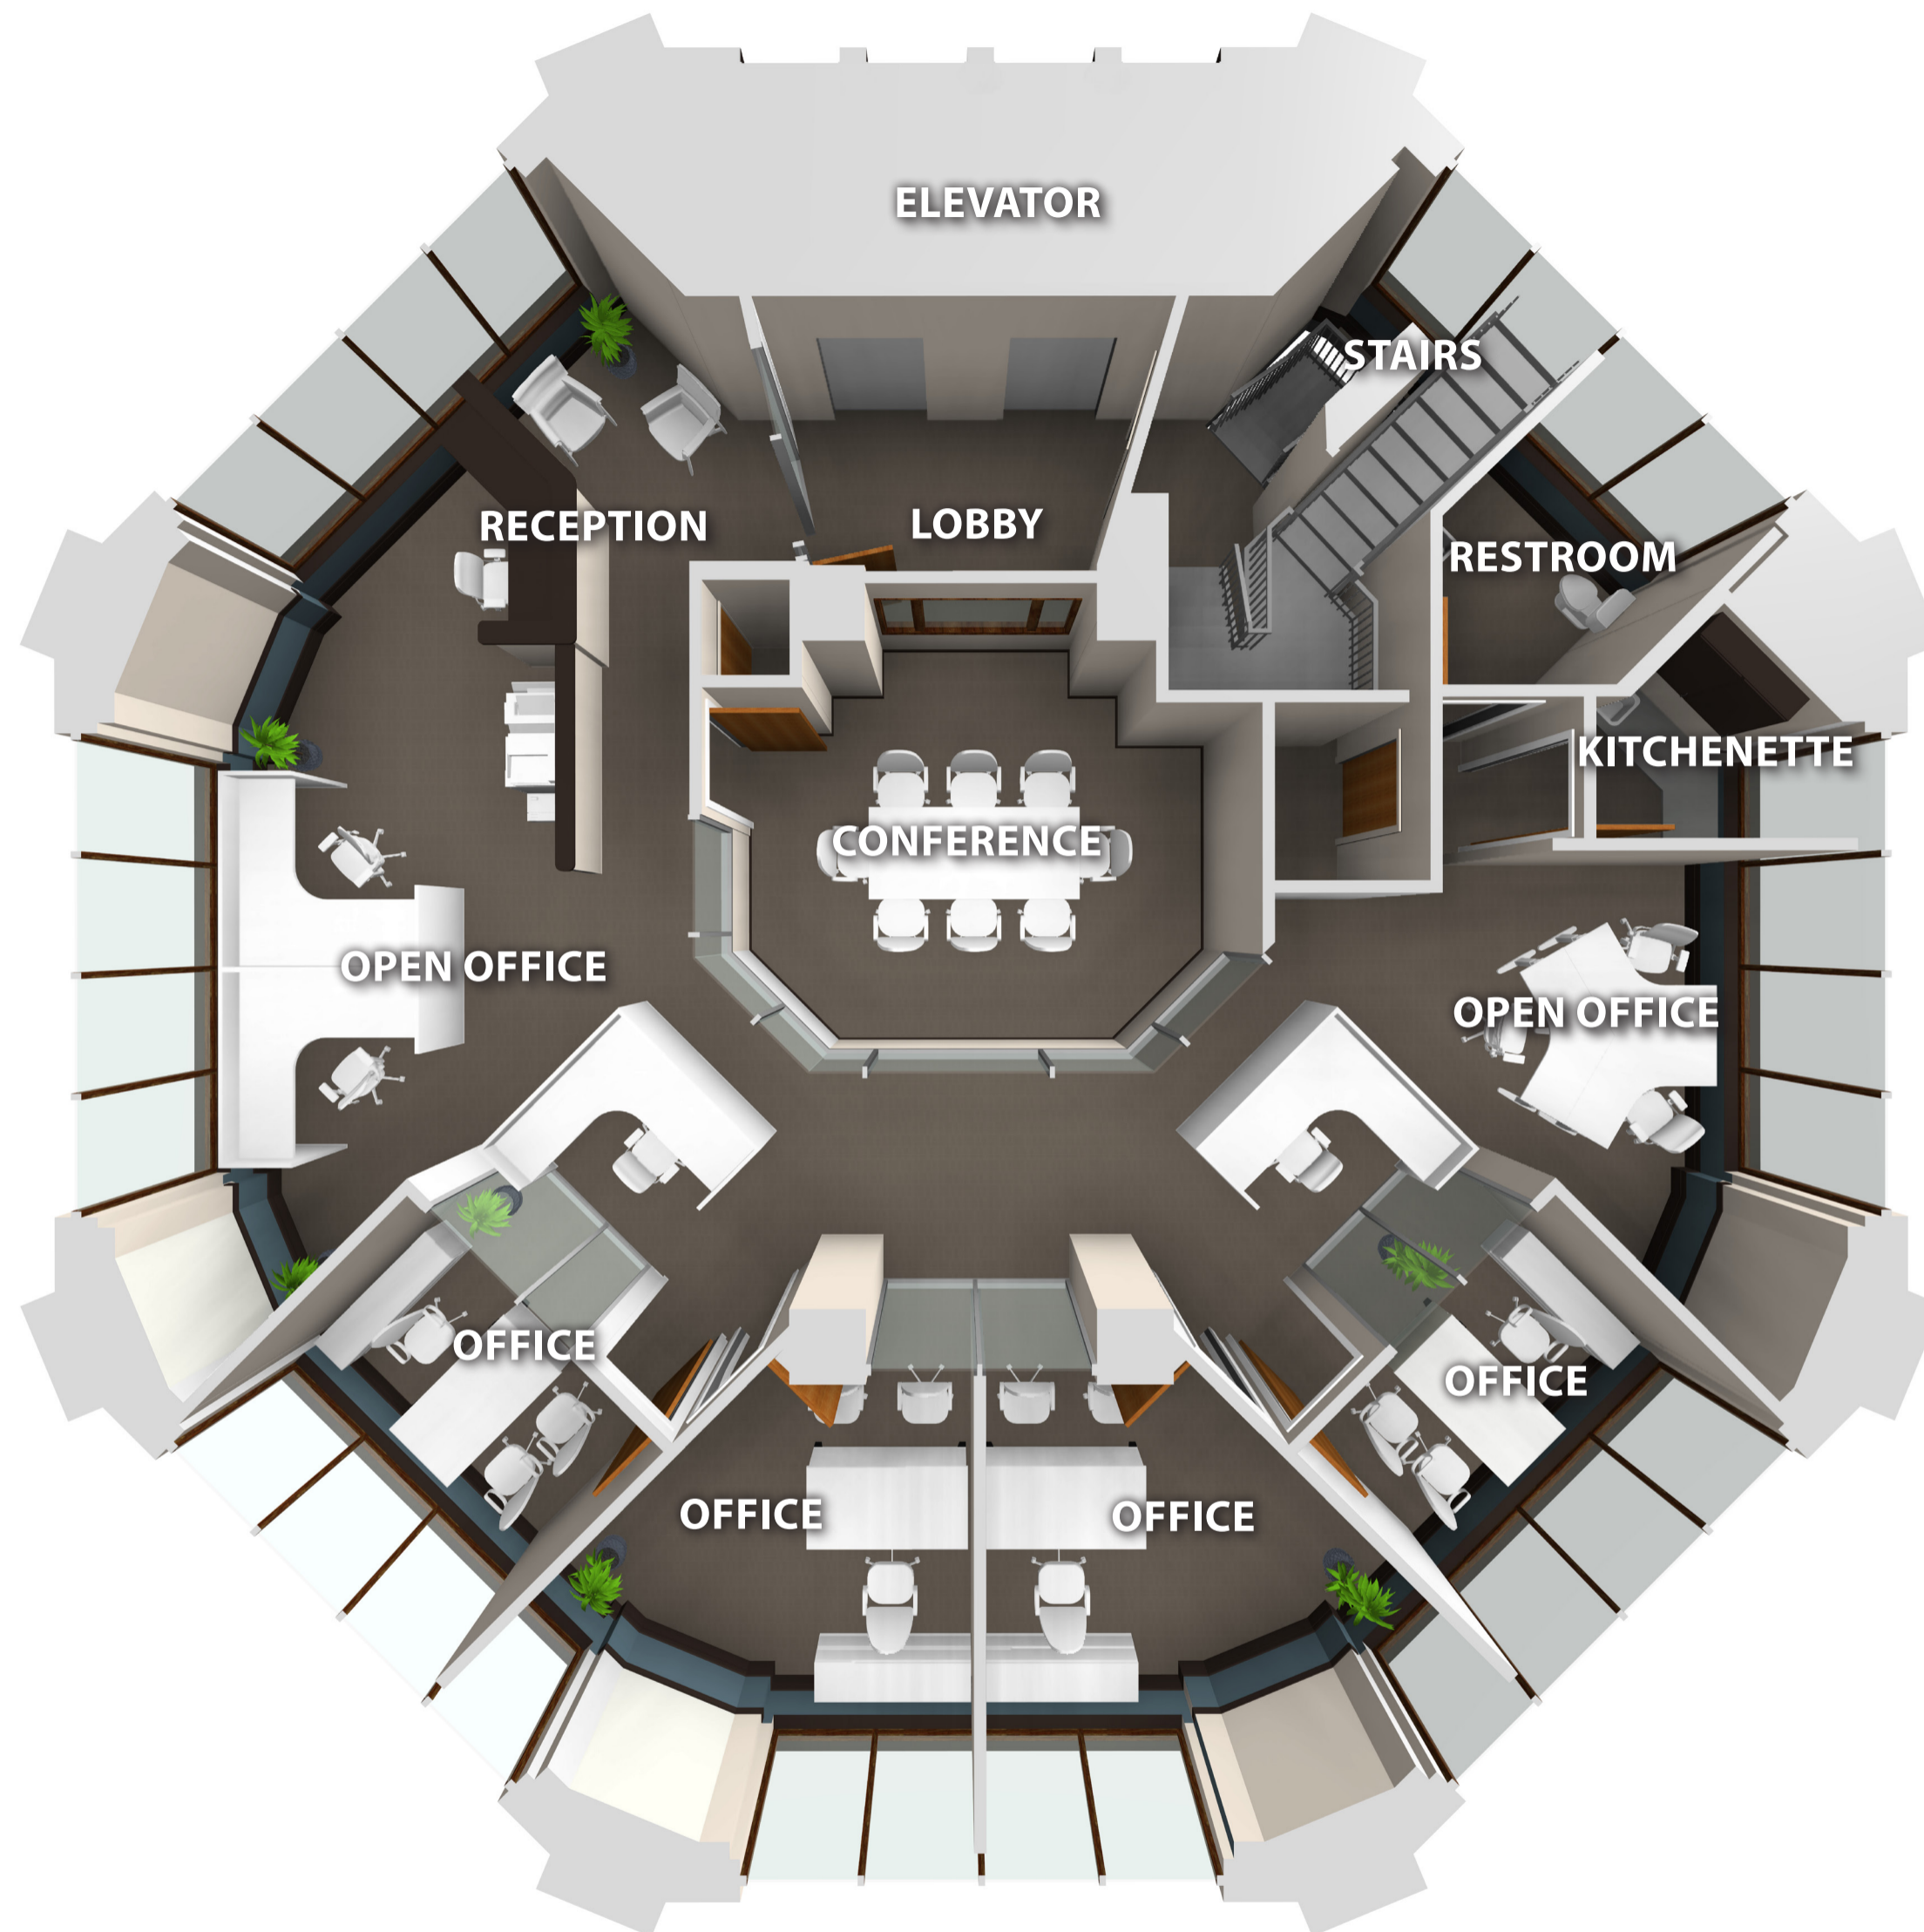 ELEVATOR
STAIRS
RECEPTION
LOBBY
RESTROOM
KITCHENETTE
CONFERENCE
OPEN OFFICE
OPEN OFFICE
OFFICE
OFFICE
OFFICE
OFFICE